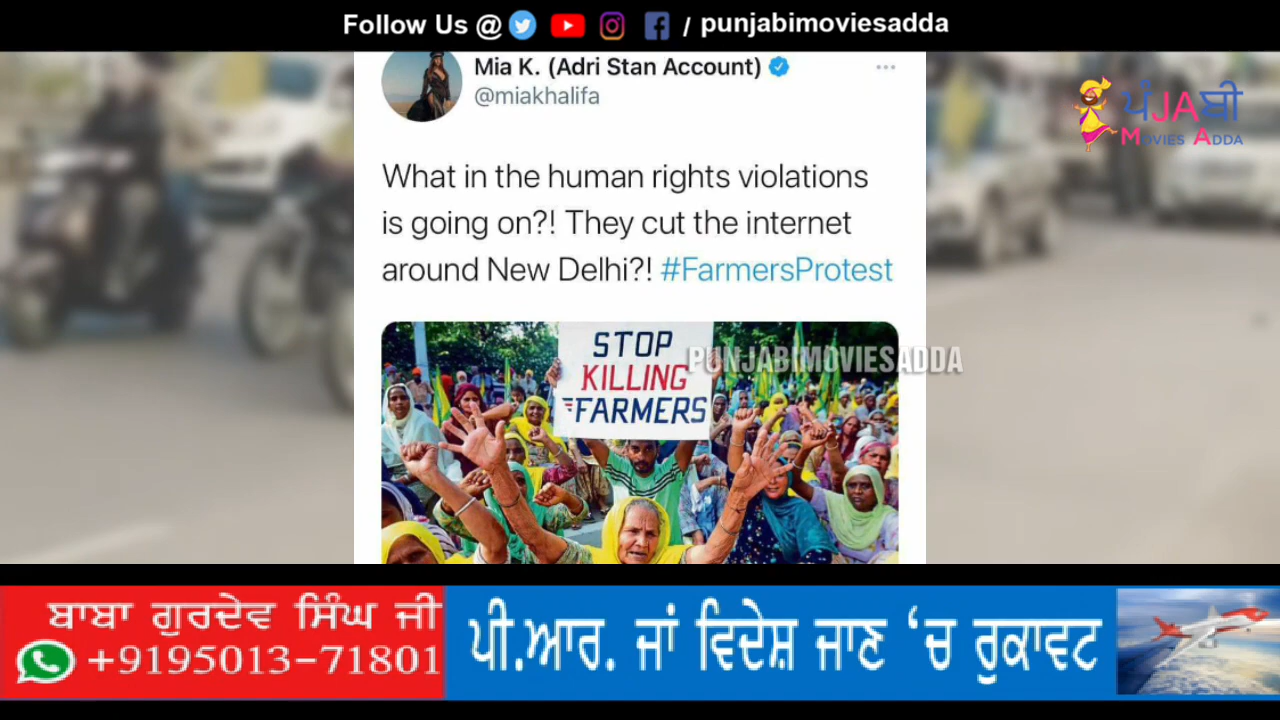 Follow Us @ / punjabimoviesadda
Mia K. (Adri Stan Account)
@miakhalifa
ਪੰJAਬੀ
MOVIES ADDA
What in the human rights violations
is going on?! They cut the internet
around New Delhi?! #FarmersProtest
STOP
KILLING
FARMERS
PUNJABIMOVIESADDA
ਬਾਬਾ ਗੁਰਦੇਵ ਸਿੰਘ ਜੀ
+9195013-71801
ਪੀ.ਆਰ. ਜਾਂ ਵਿਦੇਸ਼ ਜਾਣ ‘ਚ ਰੁਕਾਵਟ